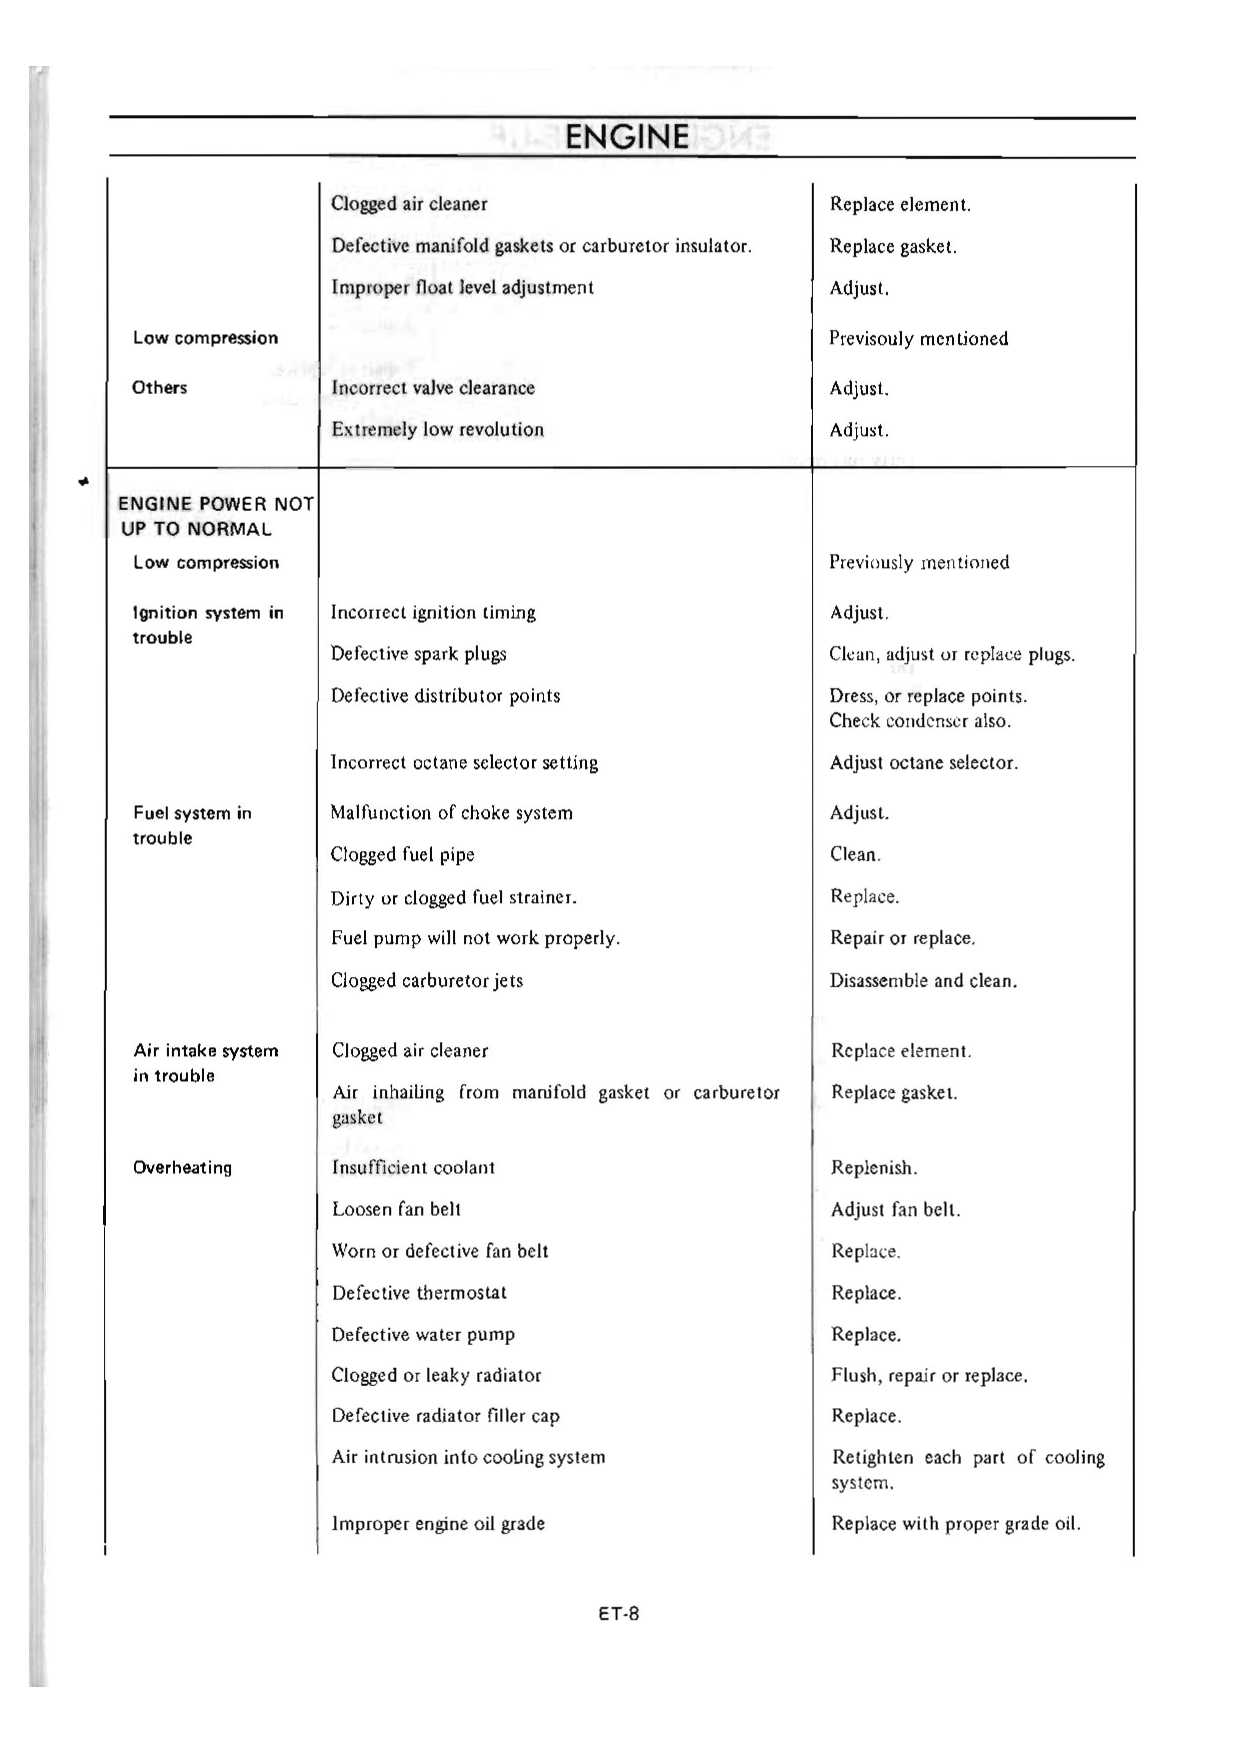 ENGINE
Clogged air cleaner
Replace element.
Defective manifold gaskets or carburetor insulator.
Replace gasket.
Improper float level adjustment
Adjust.
Low compression
Previsouly mentioned
Others
Incorrect valve clearance
Adjust.
Extremely low revolution
Adjust.
ENGINE POWER NOT
UP TO NORMAL
Low compression
Previously mentioned
Ignition system in
trouble
Incorrect ignition timing
Adjust.
Defective spark plugs
Clean, adjust or replace plugs.
Defective distributor points
Dress, or replace points.
Check condenser also.
Incorrect octane selector setting
Adjust octane selector.
Fuel system in
trouble
Malfunction of choke system
Adjust.
Clogged fuel pipe
Clean.
Dirty or clogged fuel strainer.
Replace.
Fuel pump will not work properly.
Repair or replace.
Clogged carburetor jets
Disassemble and clean.
Air intake system
in trouble
Clogged air cleaner
Replace element.
Air inhailing from manifold gasket or carburetor
gasket
Replace gasket.
Overheating
Insufficient coolant
Replenish.
Loosen fan belt
Adjust fan belt.
Worn or defective fan belt
Replace.
Defective thermostat
Replace.
Defective water pump
Replace.
Clogged or leaky radiator
Flush, repair or replace.
Defective radiator filler cap
Replace.
Air intrusion into cooling system
Retighten each part of cooling
system.
Improper engine oil grade
Replace with proper grade oil.
ET-8